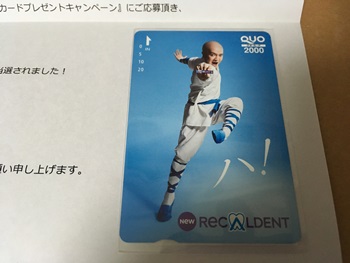 カードプレゼントキャンペーン』にご応募頂き、
当選されました！
願い申し上げます。
QUO
2000
ハ！
NEW RECALDENT